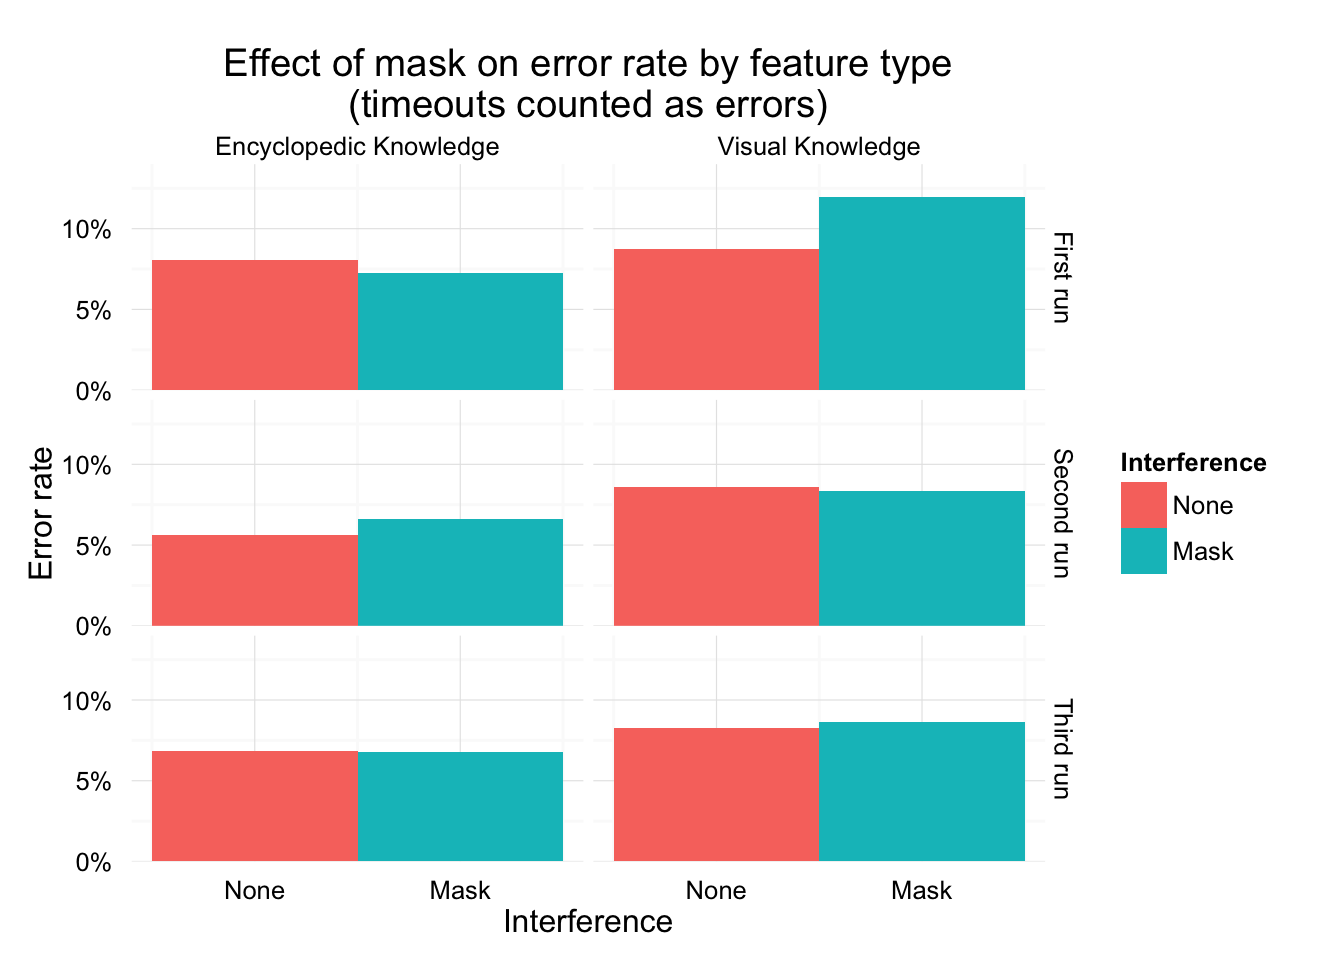 Effect of mask on error rate by feature type
(timeouts counted as errors)
Encyclopedic Knowledge
Visual Knowledge
10%
5%
0%
First run
10%
5%
0%
Second run
10%
5%
0%
Third run
Error rate
None
Mask
None
Mask
Interference
Interference
None
Mask